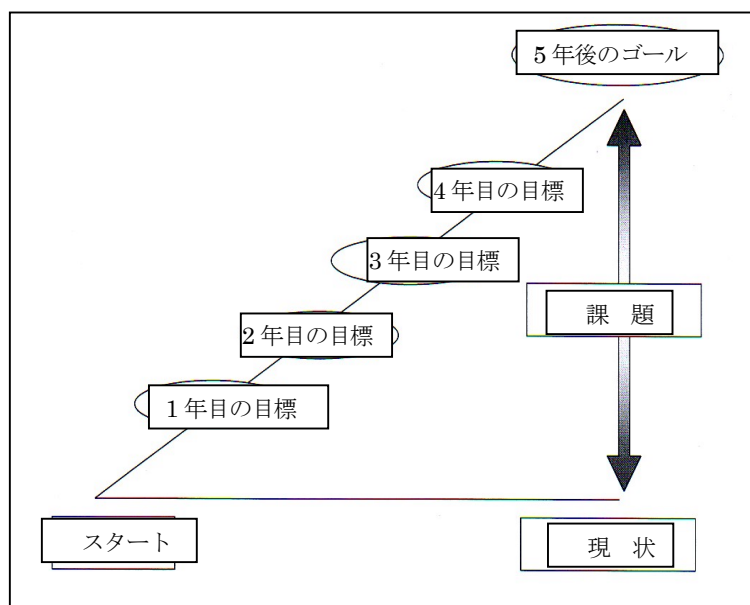 5年後のゴール
4年目の目標
3年目の目標
課　題
2年目の目標
1年目の目標
スタート
現　状